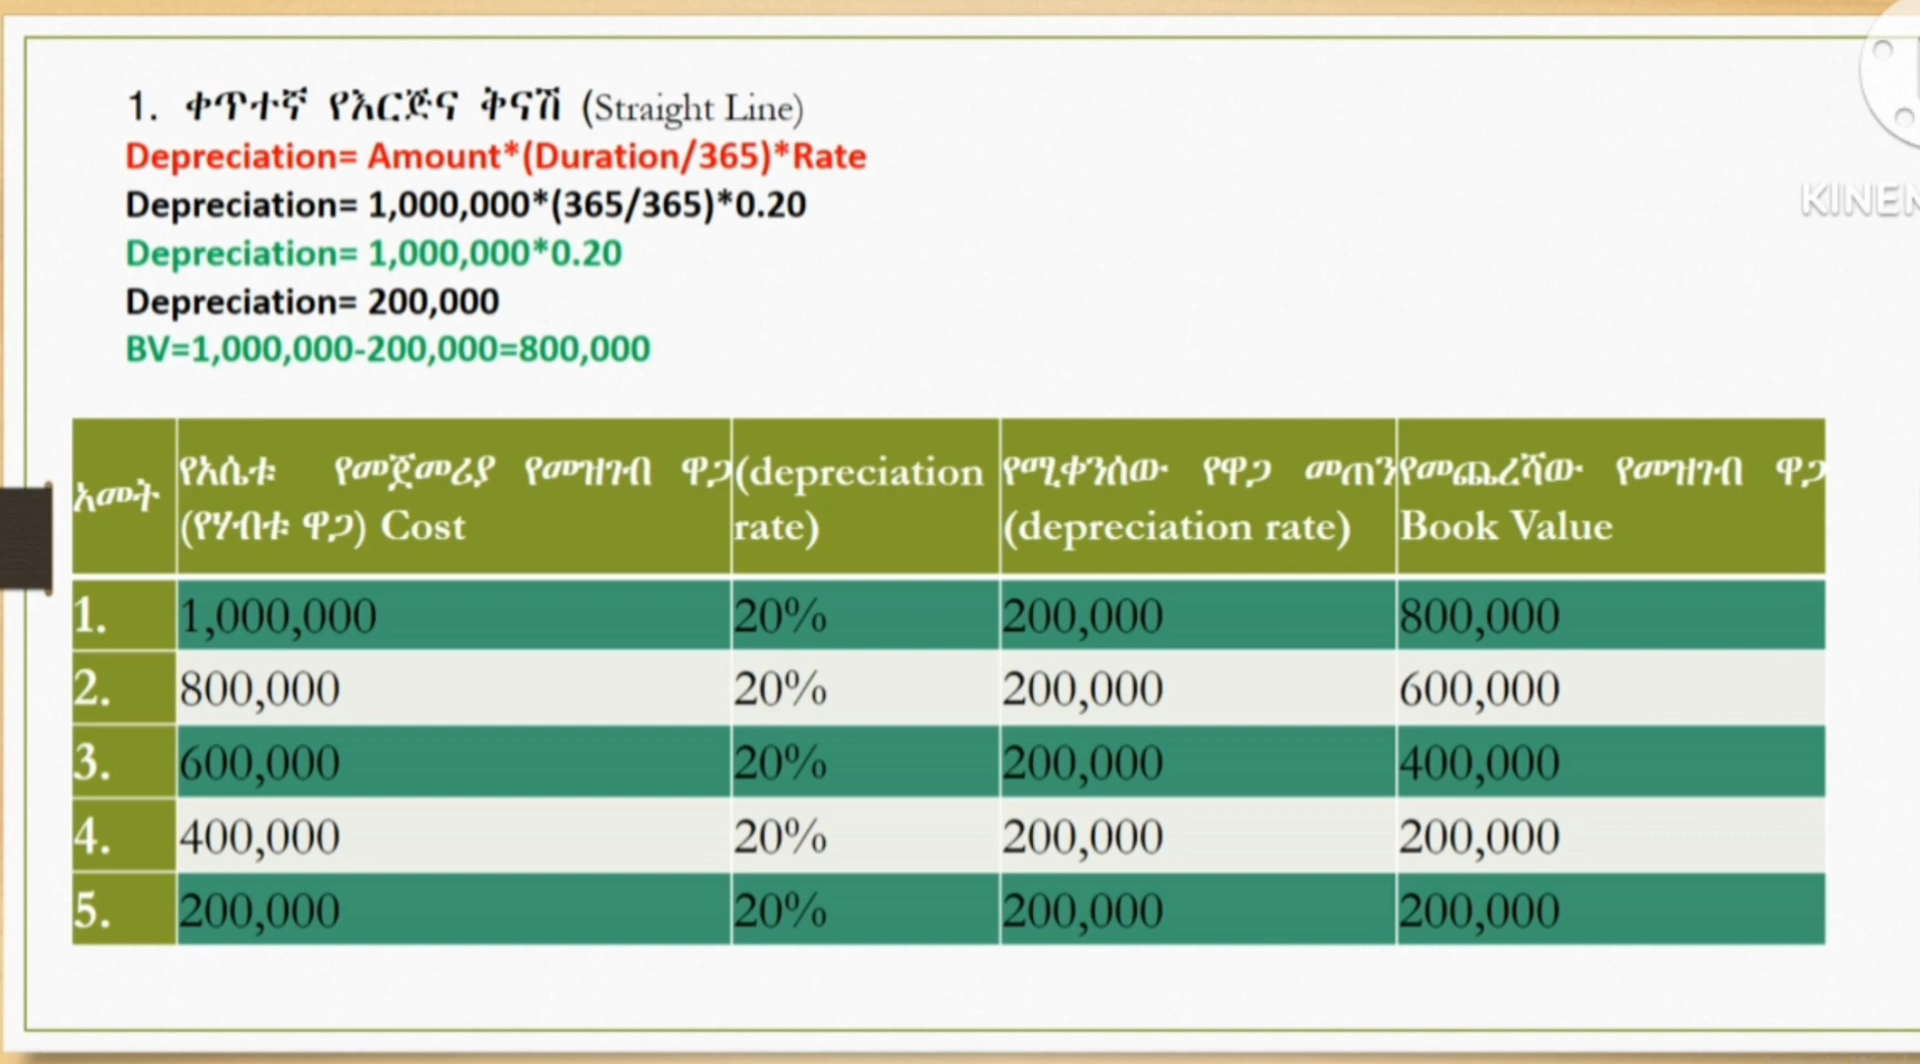 1. ቀጥተኛ የእርጅና ቅናሽ (Straight Line)
Depreciation= Amount*(Duration/365)*Rate
Depreciation= 1,000,000*(365/365)*0.20
Depreciation= 1,000,000*0.20
Depreciation= 200,000
BV=1,000,000-200,000=800,000
አመት የእሴቱ የመጀመሪያ የመዝገብ ዋጋ (የሃብቱ ዋጋ) Cost (depreciation rate) የሚቀንሰው የዋጋ መጠን (depreciation rate) የመጨረሻው የመዝገብ ዋጋ Book Value
1. 1,000,000 20% 200,000 800,000
2. 800,000 20% 200,000 600,000
3. 600,000 20% 200,000 400,000
4. 400,000 20% 200,000 200,000
5. 200,000 20% 200,000 200,000